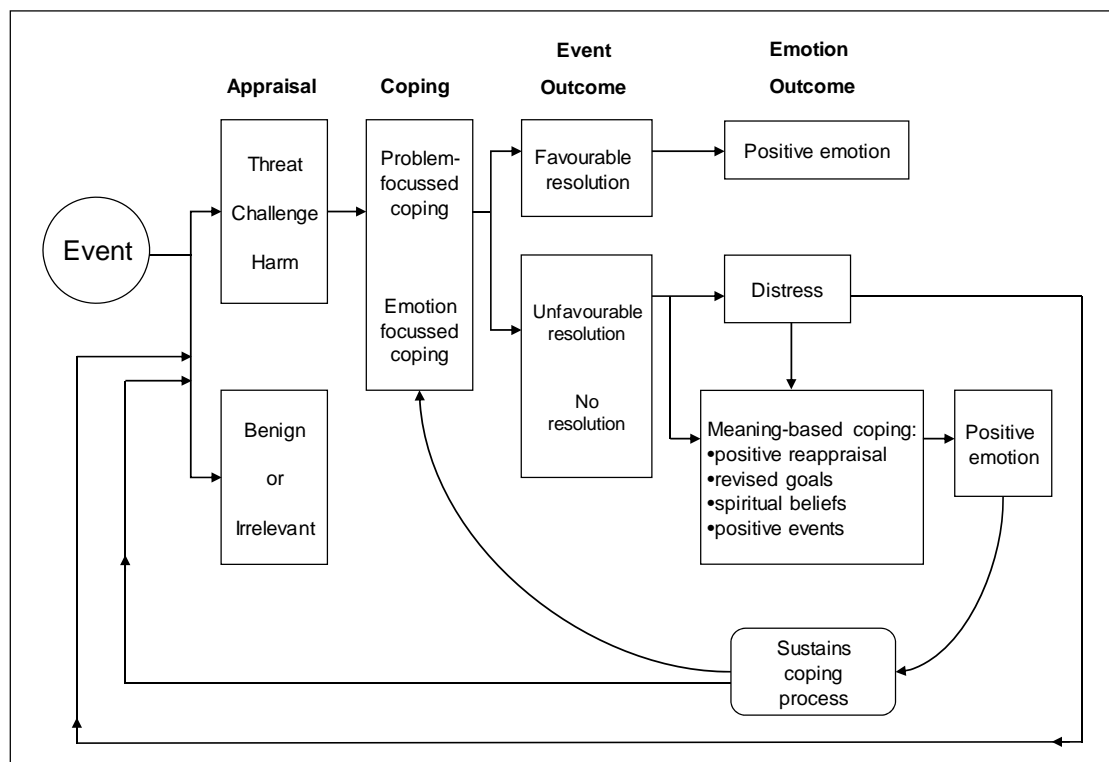 Event
Outcome
Emotion
Outcome
Appraisal
Coping
Event
Threat
Challenge
Harm
Benign
or
Irrelevant
Problem-
focussed
coping
Emotion
focussed
coping
Favourable
resolution
Unfavourable
resolution
No
resolution
Positive emotion
Distress
Meaning-based coping:
•positive reappraisal
•revised goals
•spiritual beliefs
•positive events
Positive
emotion
Sustains
coping
process